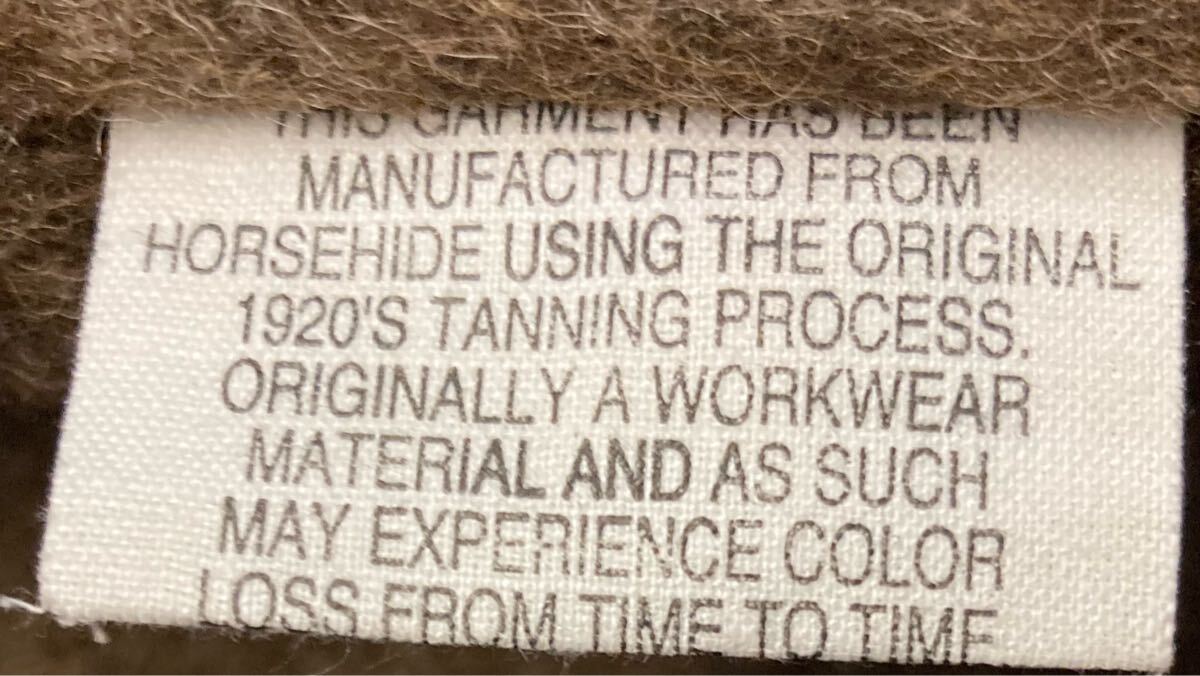 THIS GARMENT HAS BEEN
MANUFACTURED FROM
HORSEHIDE USING THE ORIGINAL
1920'S TANNING PROCESS.
ORIGINALLY A WORKWEAR
MATERIAL AND AS SUCH
MAY EXPERIENCE COLOR
LOSS FROM TIME TO TIME